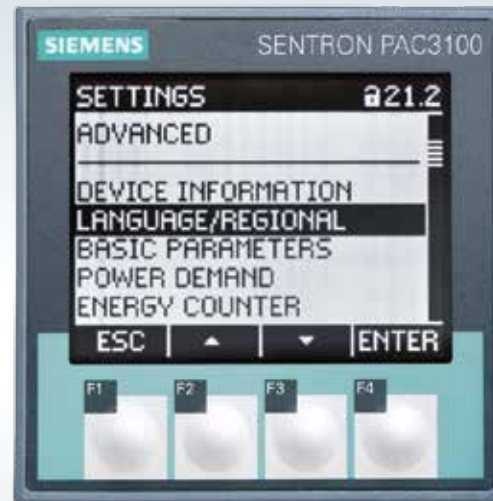 SIEMENS SENTRON PAC3100
SETTINGS 21.2
ADVANCED
DEVICE INFORMATION
LANGUAGE/REGIONAL
BASIC PARAMETERS
POWER DEMAND
ENERGY COUNTER
ESC ENTER
F1 F2 F3 F4